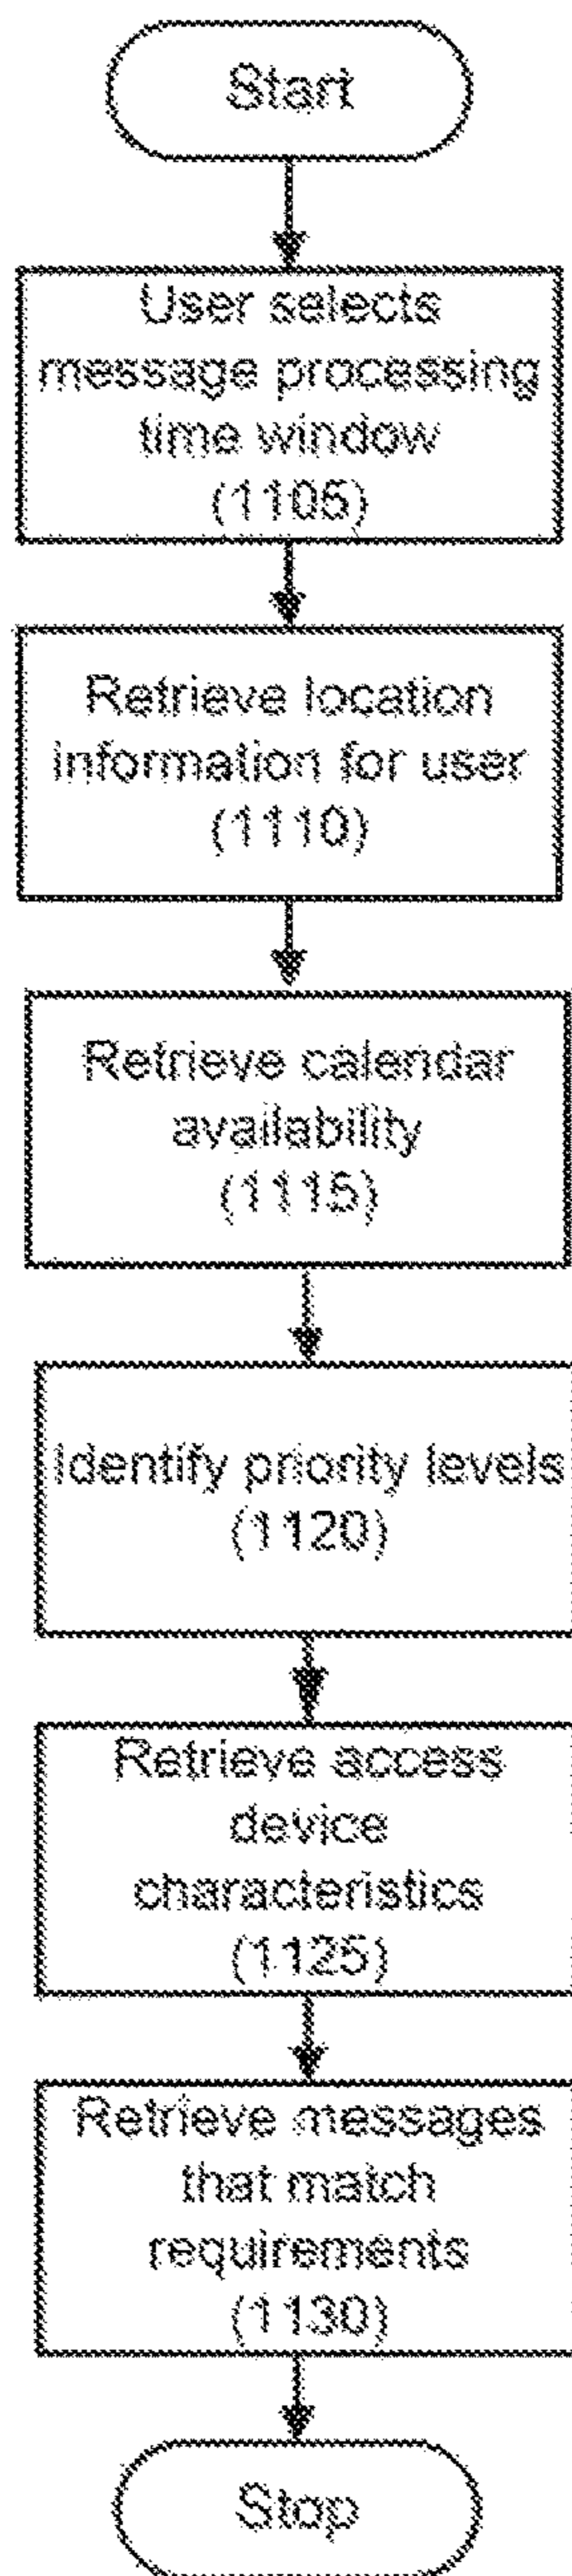 Start
User selects
message processing
time window
(1105)
Retrieve location
information for user
(1110)
Retrieve calendar
availability
(1115)
Identify priority levels
(1120)
Retrieve access
device
characteristics
(1125)
Retrieve messages
that match
requirements
(1130)
Stop